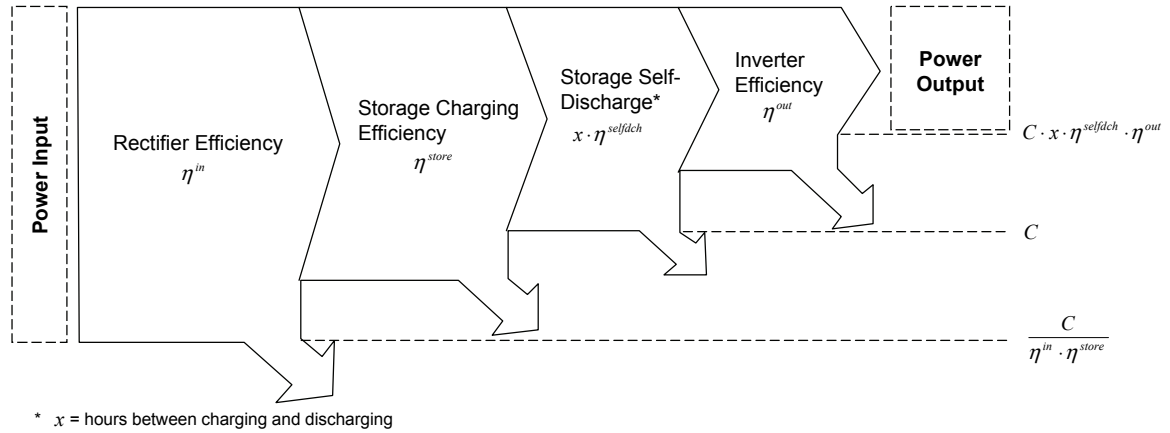 Power Input
Rectifier Efficiency
η^{in}
Storage Charging
Efficiency
η^{store}
Storage Self-
Discharge*
x · η^{selfdch}
Inverter
Efficiency
η^{out}
Power
Output
C · x · η^{selfdch} · η^{out}
C
C
η^{in} · η^{store}
* x = hours between charging and discharging